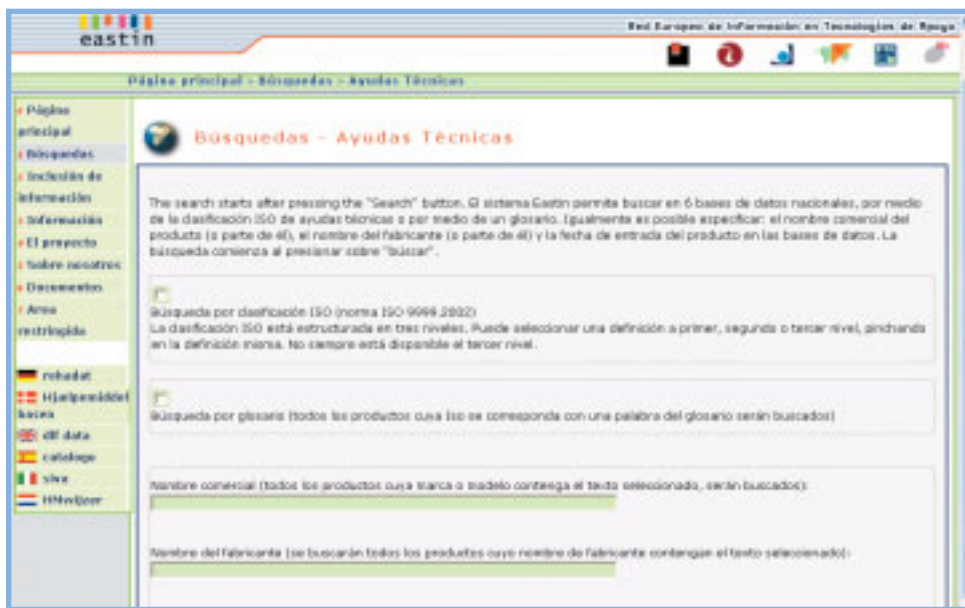 eastin
Red Europea de Información en Tecnologías de Apoyo
Página principal - Búsquedas - Ayudas Técnicas
Página
principal
Búsquedas
Inclusión de
información
Información
El proyecto
Sobre nosotros
Documentos
Area
restringida
rehadat
Hjælpemiddel
basen
dlf data
catalogo
siva
HMwijzer
Búsquedas - Ayudas Técnicas
The search starts after pressing the "Search" button. El sistema Eastin permite buscar en 6 bases de datos nacionales, por medio
de la clasificación ISO de ayudas técnicas o por medio de un glosario. Igualmente es posible especificar: el nombre comercial del
producto (o parte de él), el nombre del fabricante (o parte de él) y la fecha de entrada del producto en las bases de datos. La
búsqueda comienza al presionar sobre "búscar".
Búsqueda por clasificación ISO (norma ISO 9999.2002)
La clasificación ISO está estructurada en tres niveles. Puede seleccionar una definición a primer, segundo o tercer nivel, pinchando
en la definición misma. No siempre está disponible el tercer nivel.
Búsqueda por glosario (todos los productos cuya Iso se corresponda con una palabra del glosario serán buscados)
Nombre comercial (todos los productos cuya marca o modelo contenga el texto seleccionado, serán buscados):
Nombre del fabricante (se buscarán todos los productos cuyo nombre de fabricante contengan el texto seleccionado):